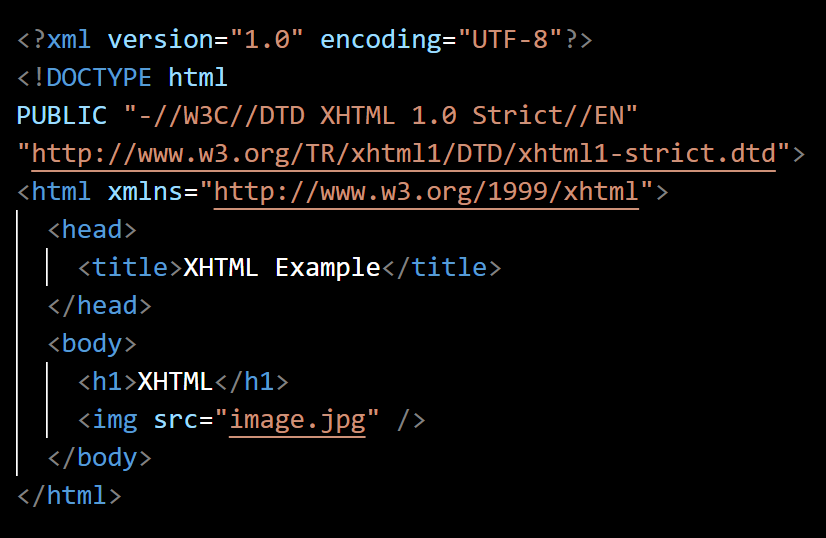 <?xml version="1.0" encoding="UTF-8"?>
<!DOCTYPE html
PUBLIC "-//W3C//DTD XHTML 1.0 Strict//EN"
"http://www.w3.org/TR/xhtml1/DTD/xhtml1-strict.dtd">
<html xmlns="http://www.w3.org/1999/xhtml">
  <head>
    <title>XHTML Example</title>
  </head>
  <body>
    <h1>XHTML</h1>
    <img src="image.jpg" />
  </body>
</html>